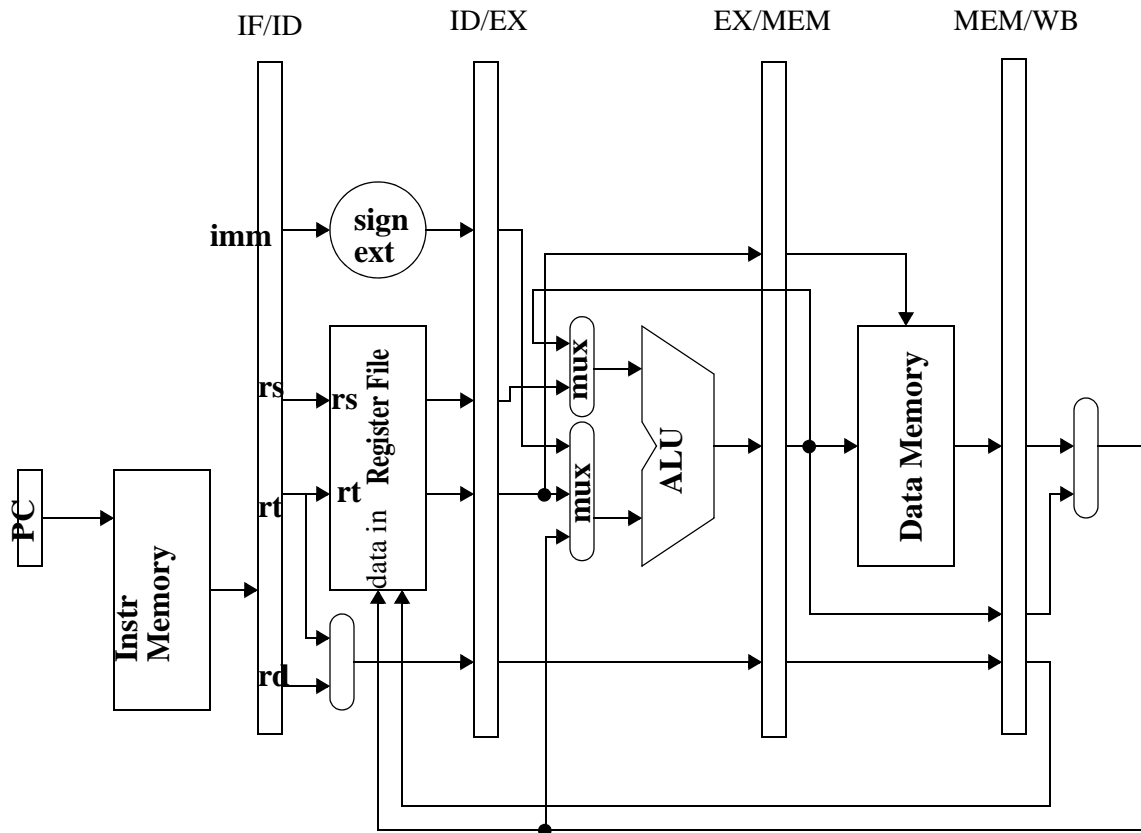 IF/ID
ID/EX
EX/MEM
MEM/WB
imm
sign
ext
rs
rs
Register File
mux
rt
rt
data in
mux
ALU
Data Memory
PC
Instr
Memory
rd